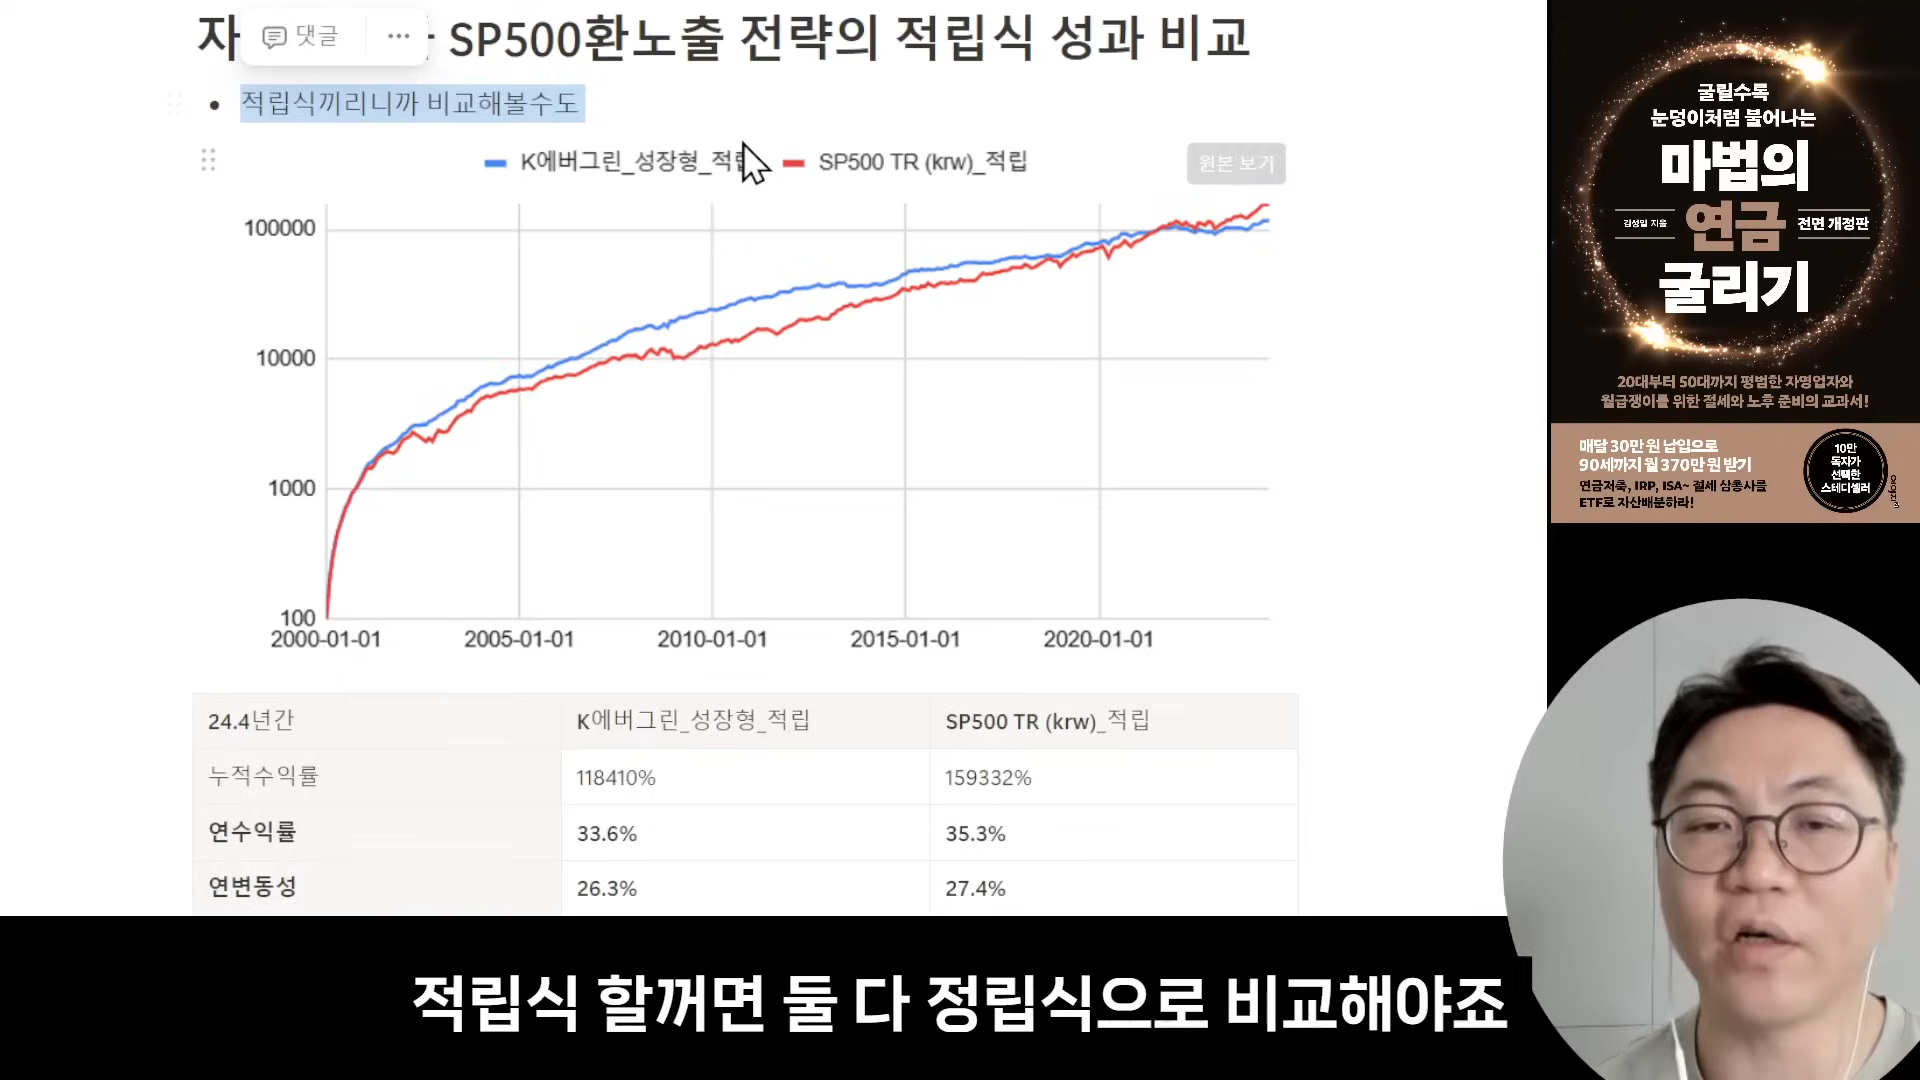 자
댓글
SP500환노출 전략의 적립식 성과 비교
적립식끼리니까 비교해볼수도
K에버그린_성장형_적립
SP500 TR (krw)_적립
원본 보기
100000
10000
1000
100
2000-01-01
2005-01-01
2010-01-01
2015-01-01
2020-01-01
24.4년간
K에버그린_성장형_적립
SP500 TR (krw)_적립
누적수익률
118410%
159332%
연수익률
33.6%
35.3%
연변동성
26.3%
27.4%
굴릴수록
눈덩이처럼 불어나는
마법의
김성일 지음
연금
전면 개정판
굴리기
20대부터 50대까지 평범한 자영업자와
월급쟁이를 위한 절세와 노후 준비의 교과서!
매달 30만 원 납입으로
90세까지 월 370만 원 받기
연금저축, IRP, ISA~ 절세 삼총사를
ETF로 자산배분하라!
10만
독자가
선택한
스테디셀러
적립식 할꺼면 둘 다 정립식으로 비교해야죠